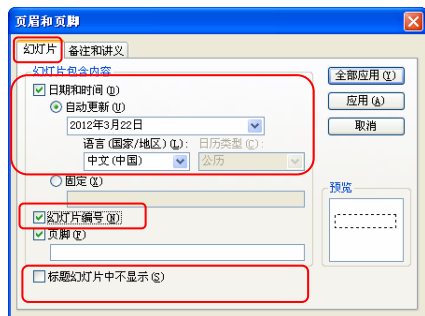 页眉和页脚
幻灯片 备注和讲义
幻灯片包含内容
日期和时间(D)
自动更新(U)
2012年3月22日
语言(国家/地区)(L): 日历类型(C):
中文(中国) 公历
固定(X)
幻灯片编号(N)
页脚(F)
标题幻灯片中不显示(S)
全部应用(Y)
应用(A)
取消
预览